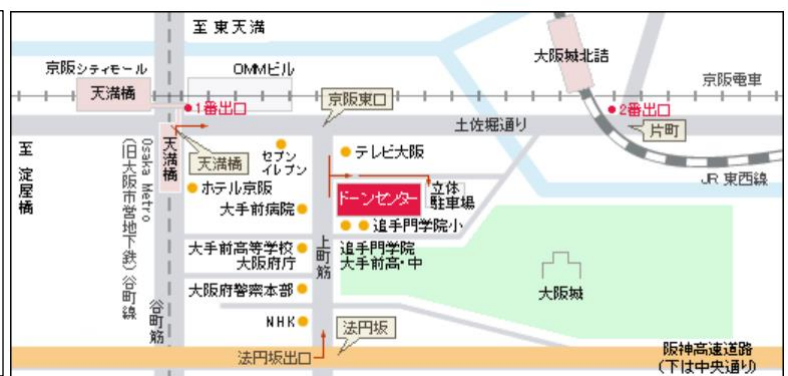 至 東天満
京阪シティモール
OMMビル
大阪城北詰
京阪電車
天満橋
1番出口
京阪東口
2番出口
土佐堀通り
片町
至 淀屋橋
Osaka Metro
(旧大阪市営地下鉄) 谷町線
天満橋
天満橋
セブン
イレブン
テレビ大阪
JR 東西線
ホテル京阪
ドーンセンター
立体
駐車場
大手前病院
追手門学院小
大手前高等学校
大阪府庁
上町筋
追手門学院
大手前高・中
大阪府警察本部
大阪城
谷町筋
NHK
法円坂
法円坂出口
阪神高速道路
(下は中央通り)